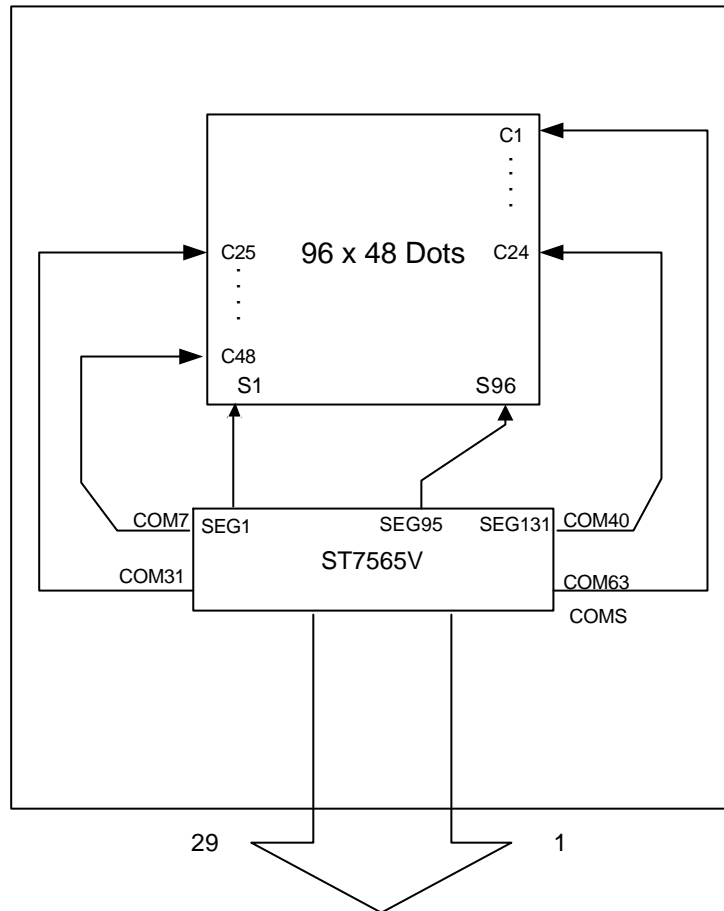 C1
C25 96 x 48 Dots C24
C48
S1 S96
COM7 SEG1 SEG95 SEG131 COM40
ST7565V
COM31 COM63
COMS
29 1